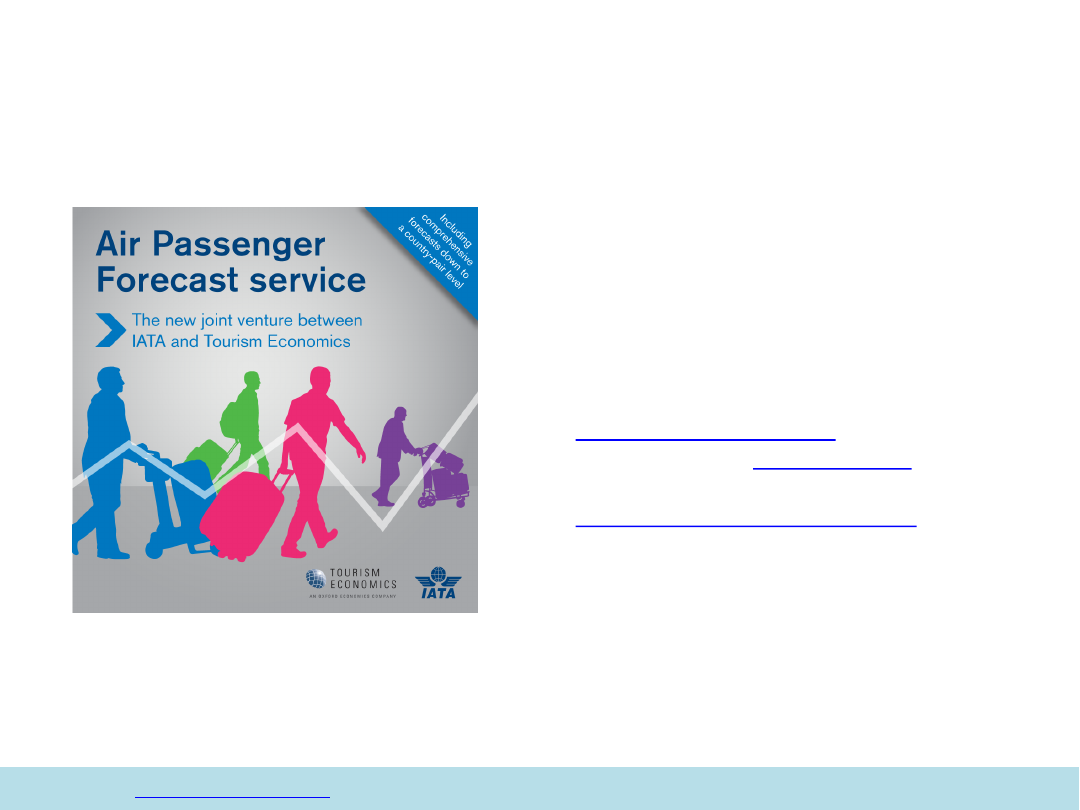 Including
comprehensive
forecasts down to
a country-pair level
Air Passenger
Forecast service
The new joint venture between
IATA and Tourism Economics
TOURISM
ECONOMICS
AN OXFORD ECONOMICS COMPANY
IATA